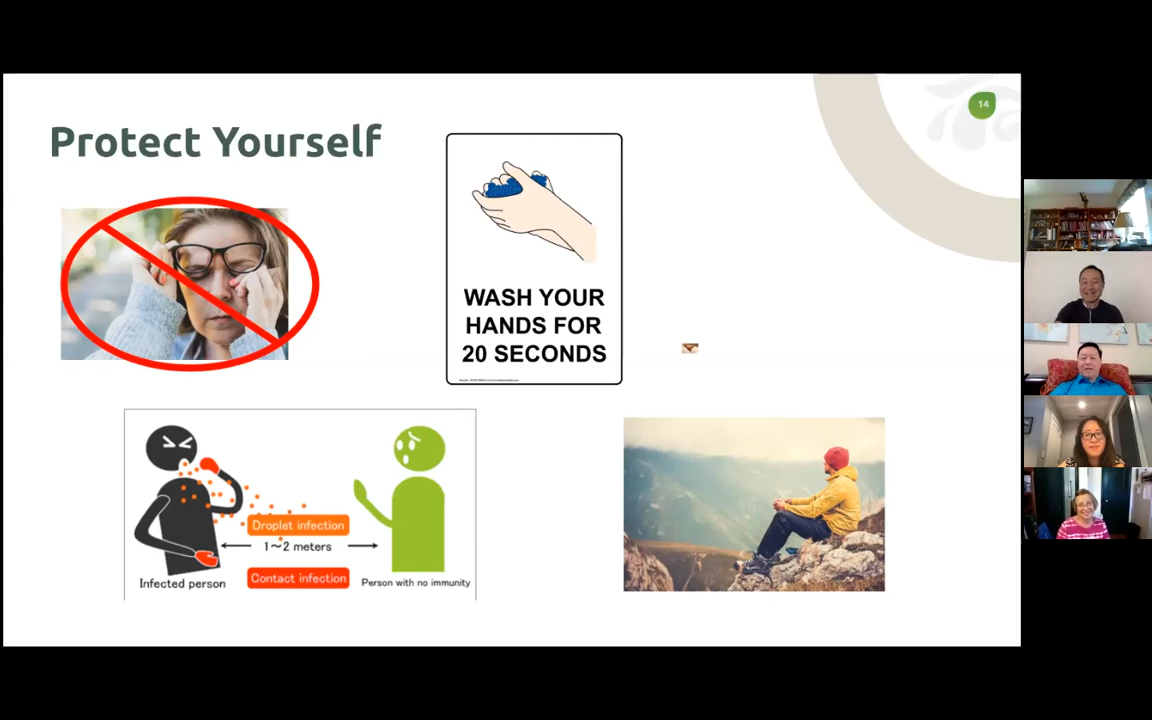 14
Protect Yourself
WASH YOUR
HANDS FOR
20 SECONDS
Droplet infection
1~2 meters
Contact infection
Infected person
Person with no immunity